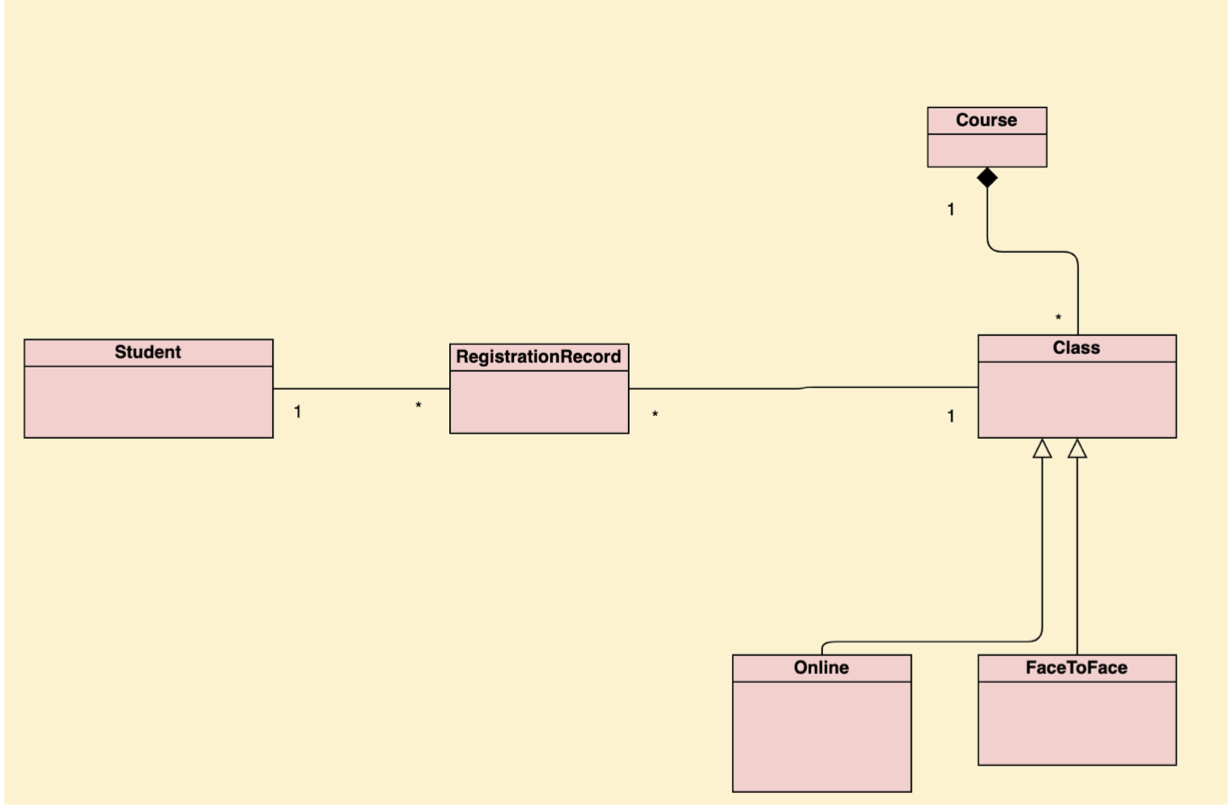 Course
1
*
Student
RegistrationRecord
Class
1
*
*
1
Online
FaceToFace